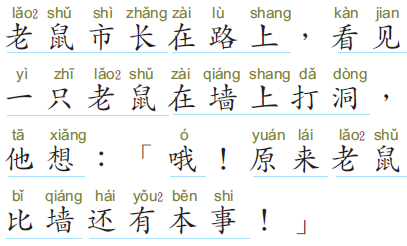 lǎo2 shǔ shì zhǎng zài lù shang kàn jian
老鼠市长在路上，看见
yì zhī lǎo2 shǔ zài qiáng shang dǎ dòng
一只老鼠在墙上打洞，
tā xiǎng ó yuán lái lǎo2 shǔ
他想：「哦！原来老鼠
bǐ qiáng hái yǒu2 běn shi
比墙还有本事！」